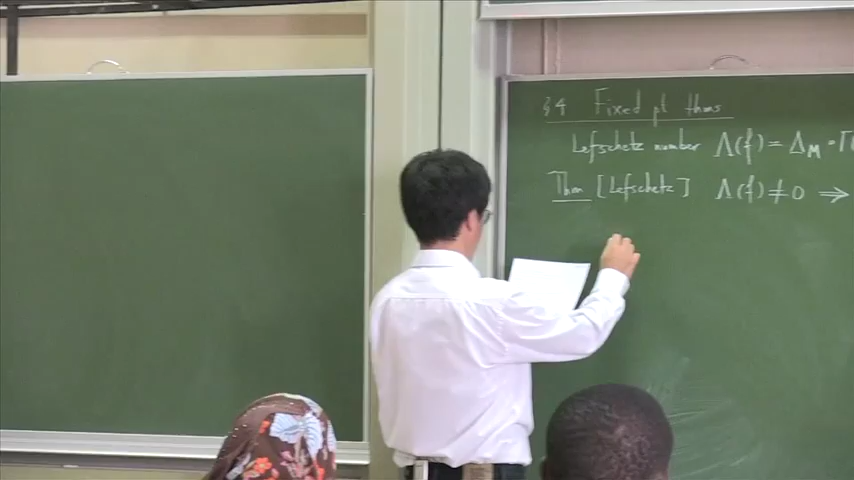 §4 Fixed pt thms
Lefschetz number Λ(f) = Δ_M · Γ
Thm [Lefschetz] Λ(f) ≠ 0 ⇒